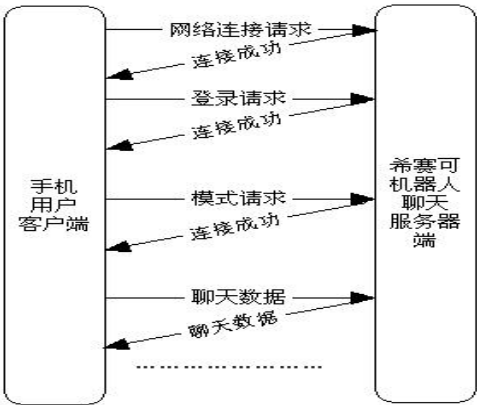 网络连接请求
连接成功
登录请求
连接成功
手机
用户
客户端
模式请求
连接成功
聊天数据
聊天数据
………………
希赛可
机器人
聊天
服务器
端